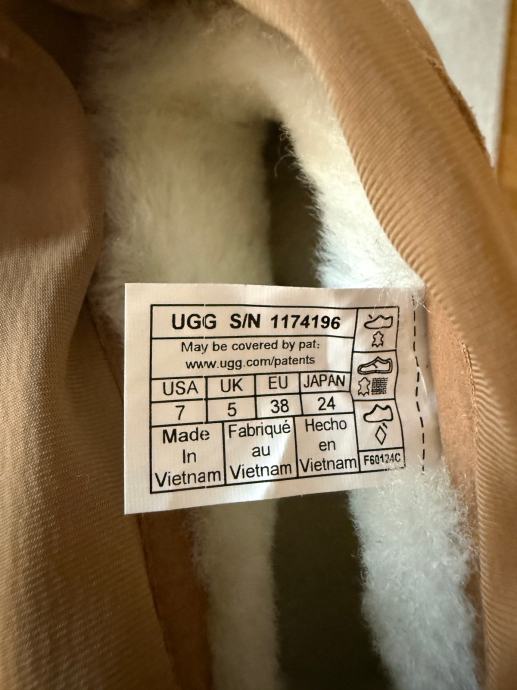 UGG S/N 1174196
May be covered by pat:
www.ugg.com/patents
USA UK EU JAPAN
7 5 38 24
Made In Vietnam
Fabriqué au Vietnam
Hecho en Vietnam
F60124C